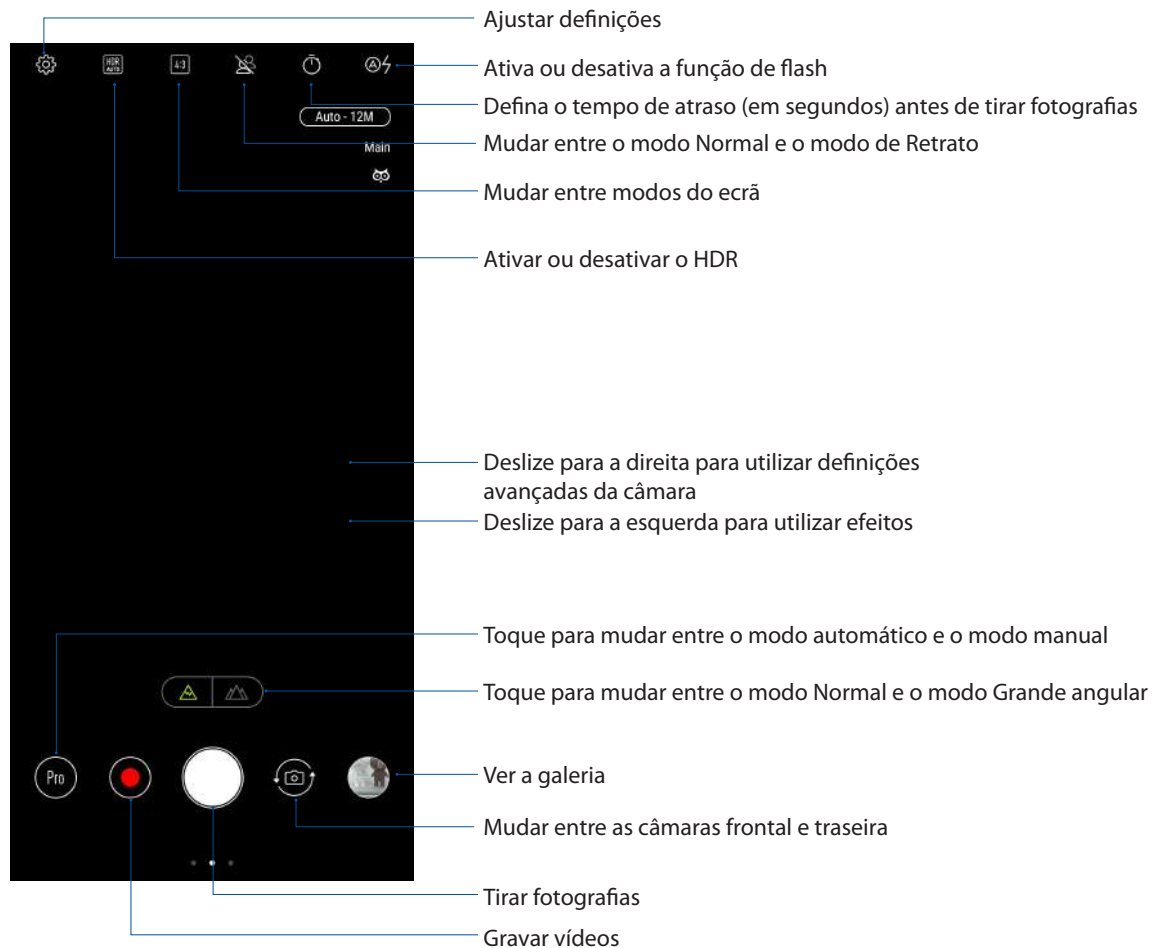 Ajustar definições
HDR
AUTO
4:3
A
Ativa ou desativa a função de flash
Defina o tempo de atraso (em segundos) antes de tirar fotografias
Auto - 12M
Mudar entre o modo Normal e o modo de Retrato
Main
Mudar entre modos do ecrã
Ativar ou desativar o HDR
Deslize para a direita para utilizar definições
avançadas da câmara
Deslize para a esquerda para utilizar efeitos
Toque para mudar entre o modo automático e o modo manual
Toque para mudar entre o modo Normal e o modo Grande angular
Pro
Ver a galeria
Mudar entre as câmaras frontal e traseira
Tirar fotografias
Gravar vídeos